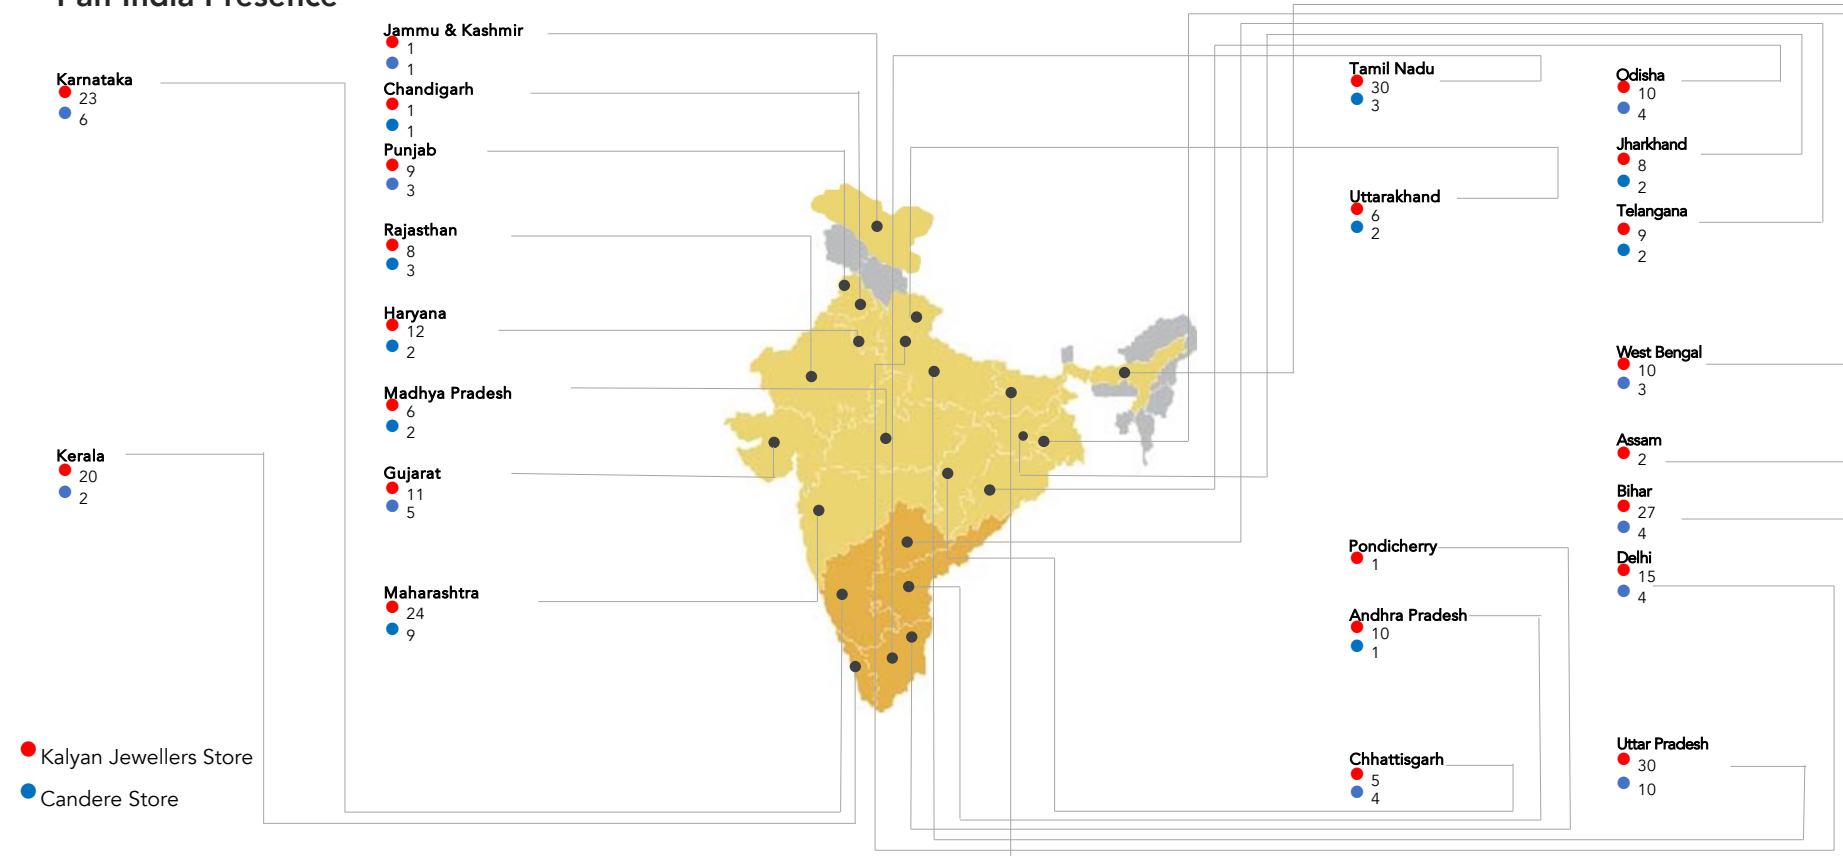 Pan India Presence
Karnataka
23
6
Kerala
20
2
Jammu & Kashmir
1
1
Chandigarh
1
1
Punjab
9
3
Rajasthan
8
3
Haryana
12
2
Madhya Pradesh
6
2
Gujarat
11
5
Maharashtra
24
9
Tamil Nadu
30
3
Uttarakhand
6
2
Pondicherry
1
Andhra Pradesh
10
1
Chhattisgarh
5
4
Odisha
10
4
Jharkhand
8
2
Telangana
9
2
West Bengal
10
3
Assam
2
Bihar
27
4
Delhi
15
4
Uttar Pradesh
30
10
Kalyan Jewellers Store
Candere Store